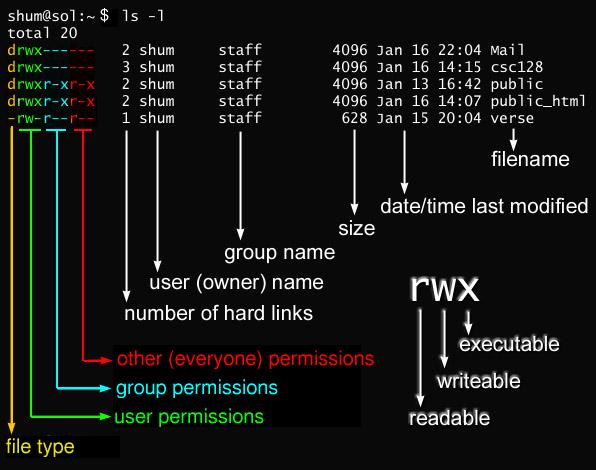 shum@sol:~$ ls -l
total 20
drwx------ 2 shum staff 4096 Jan 16 22:04 Mail
drwx------ 3 shum staff 4096 Jan 16 14:15 csc128
drwxr-xr-x 2 shum staff 4096 Jan 13 16:42 public
drwxr-xr-x 2 shum staff 4096 Jan 16 14:07 public_html
-rw-r--r-- 1 shum staff 628 Jan 15 20:04 verse
filename
date/time last modified
size
group name
user (owner) name
number of hard links
other (everyone) permissions
group permissions
user permissions
file type
rwx
executable
writeable
readable